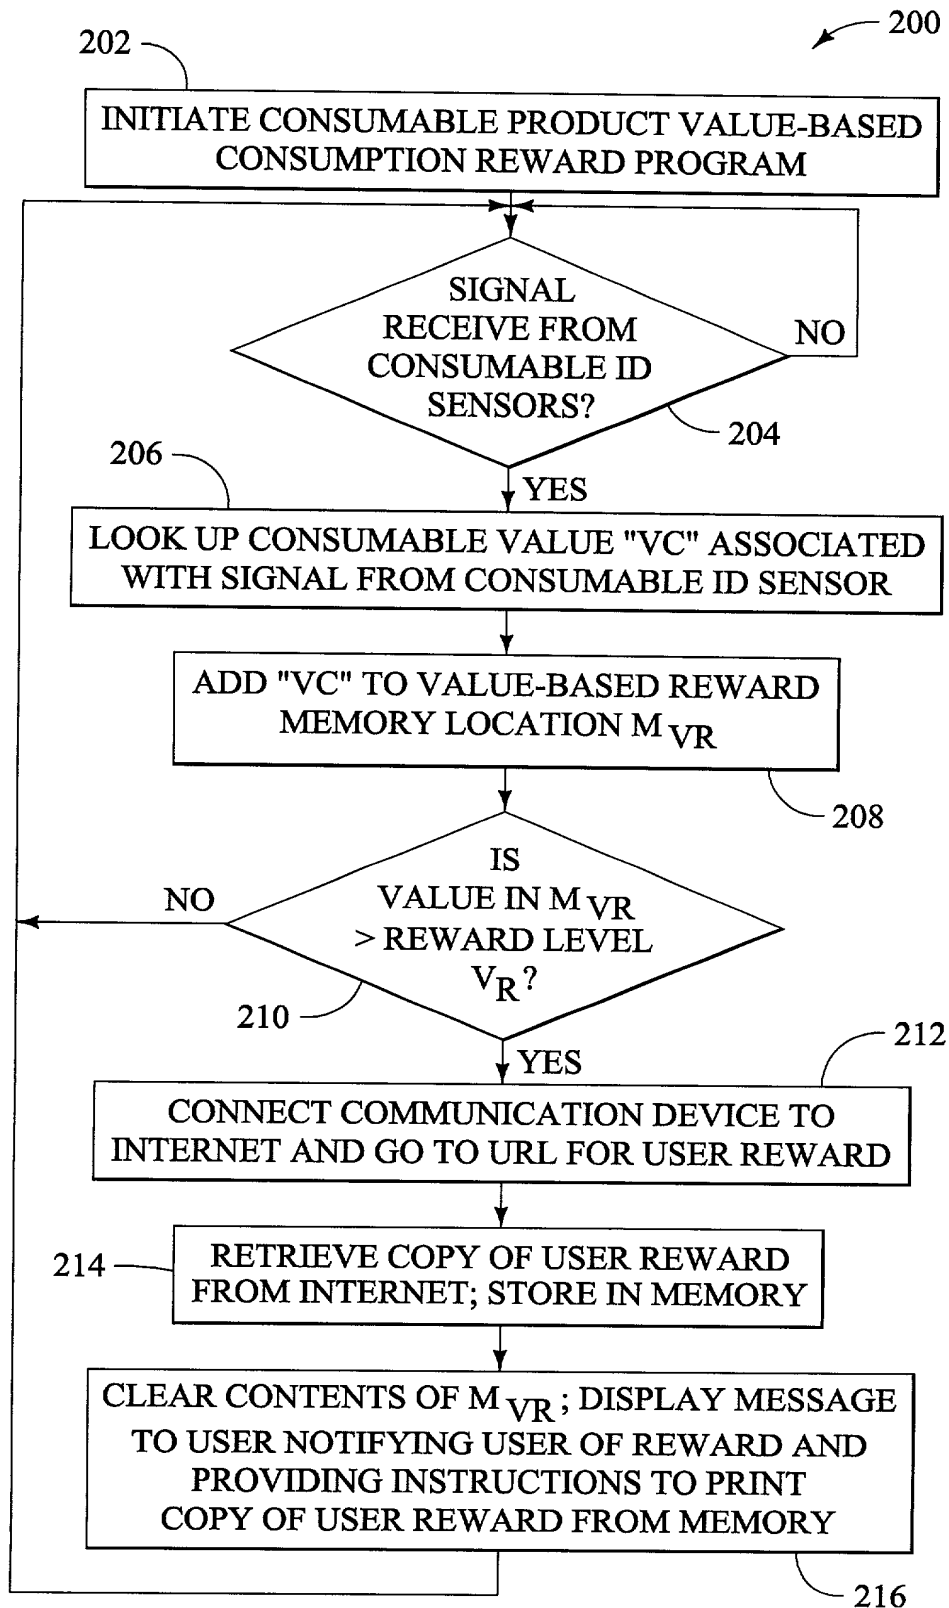 200
202
INITIATE CONSUMABLE PRODUCT VALUE-BASED
CONSUMPTION REWARD PROGRAM
SIGNAL
RECEIVE FROM
CONSUMABLE ID
SENSORS?
NO
204
YES
206
LOOK UP CONSUMABLE VALUE "VC" ASSOCIATED
WITH SIGNAL FROM CONSUMABLE ID SENSOR
ADD "VC" TO VALUE-BASED REWARD
MEMORY LOCATION M VR
208
IS
VALUE IN M VR
> REWARD LEVEL
VR?
NO
210
YES
212
CONNECT COMMUNICATION DEVICE TO
INTERNET AND GO TO URL FOR USER REWARD
214
RETRIEVE COPY OF USER REWARD
FROM INTERNET; STORE IN MEMORY
CLEAR CONTENTS OF M VR ; DISPLAY MESSAGE
TO USER NOTIFYING USER OF REWARD AND
PROVIDING INSTRUCTIONS TO PRINT
COPY OF USER REWARD FROM MEMORY
216